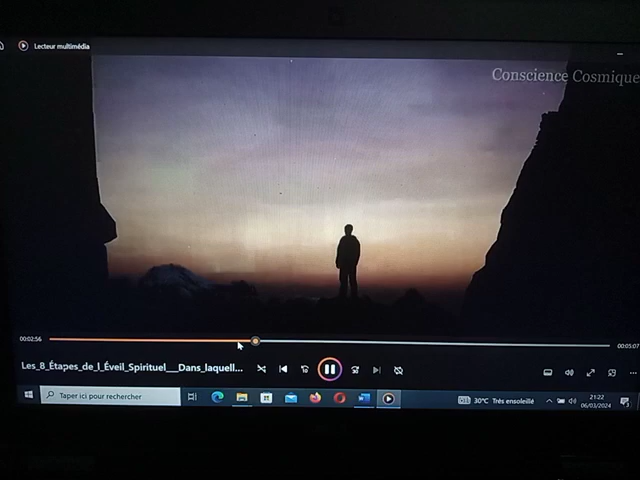 Lecteur multimédia
Conscience Cosmique
00:02:56
00:05:07
Les_8_Étapes_de_l_Éveil_Spirituel__Dans_laquell...
Taper ici pour rechercher
30°C Très ensoleillé
21:22
06/03/2024